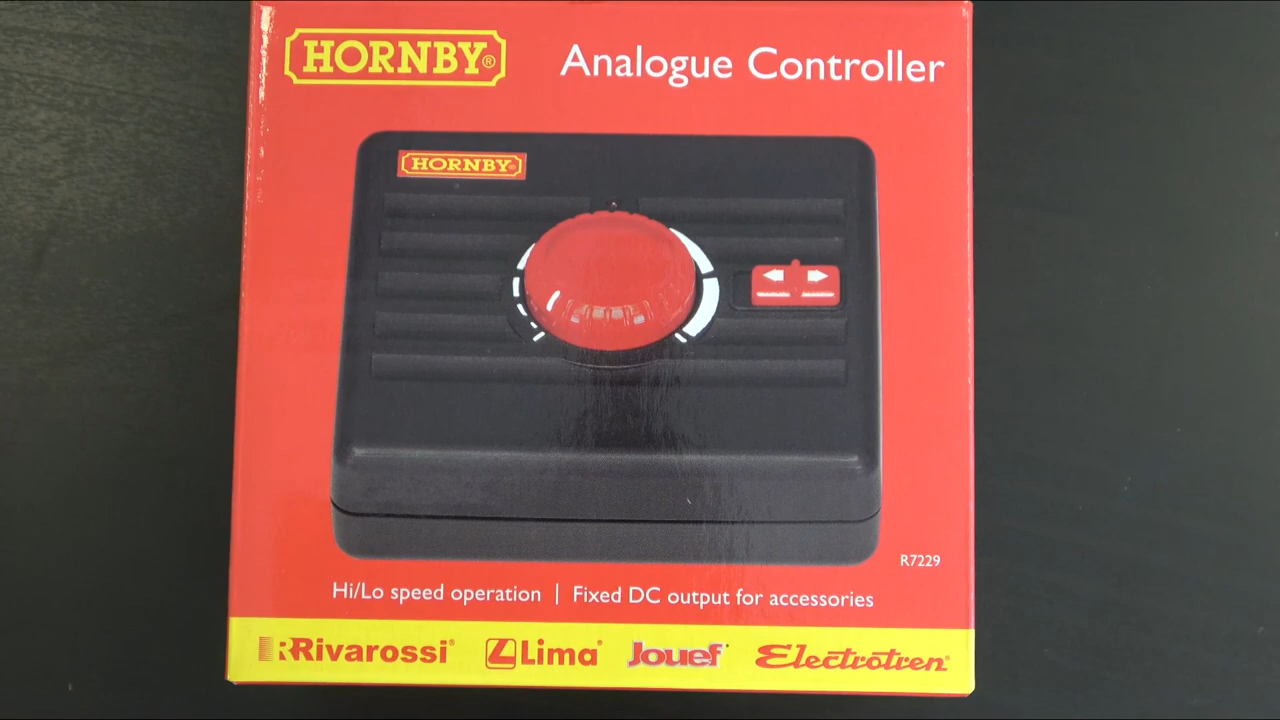 HORNBY®
Analogue Controller
HORNBY®
R7229
Hi/Lo speed operation | Fixed DC output for accessories
Rivarossi® Lima® Jouef® Electrotren®